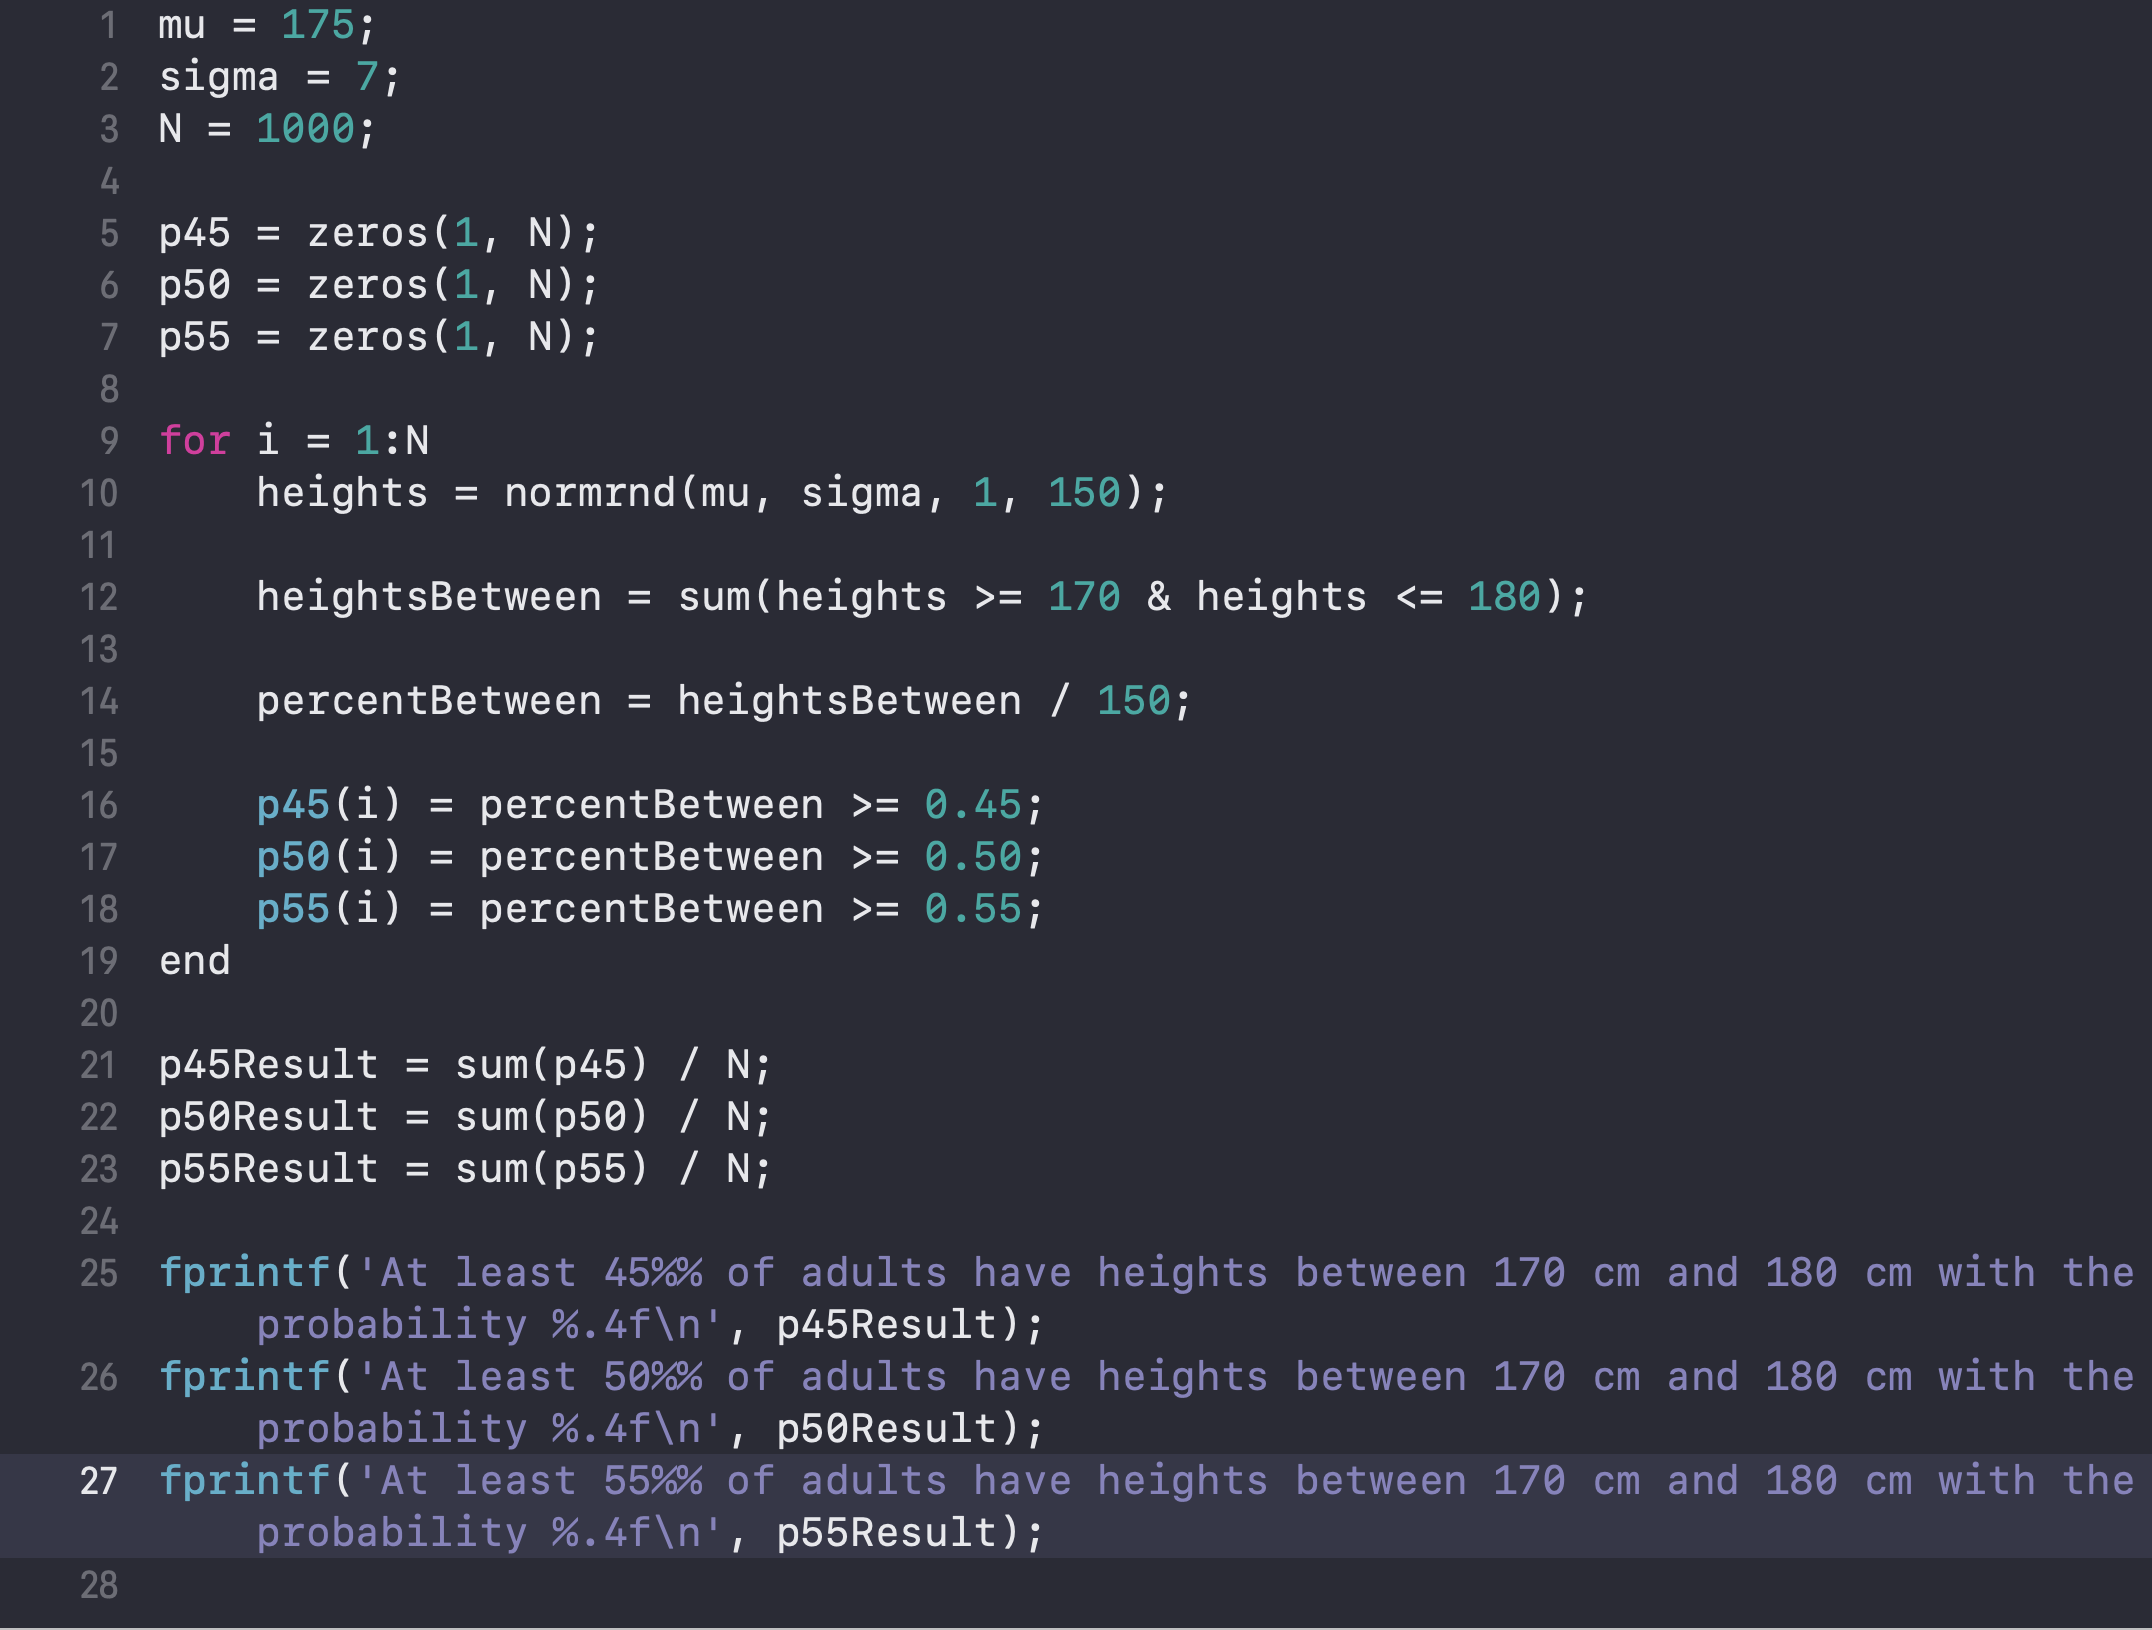 1 mu = 175;
2 sigma = 7;
3 N = 1000;
4
5 p45 = zeros(1, N);
6 p50 = zeros(1, N);
7 p55 = zeros(1, N);
8
9 for i = 1:N
10     heights = normrnd(mu, sigma, 1, 150);
11
12     heightsBetween = sum(heights >= 170 & heights <= 180);
13
14     percentBetween = heightsBetween / 150;
15
16     p45(i) = percentBetween >= 0.45;
17     p50(i) = percentBetween >= 0.50;
18     p55(i) = percentBetween >= 0.55;
19 end
20
21 p45Result = sum(p45) / N;
22 p50Result = sum(p50) / N;
23 p55Result = sum(p55) / N;
24
25 fprintf('At least 45%% of adults have heights between 170 cm and 180 cm with the
probability %.4f\n', p45Result);
26 fprintf('At least 50%% of adults have heights between 170 cm and 180 cm with the
probability %.4f\n', p50Result);
27 fprintf('At least 55%% of adults have heights between 170 cm and 180 cm with the
probability %.4f\n', p55Result);
28